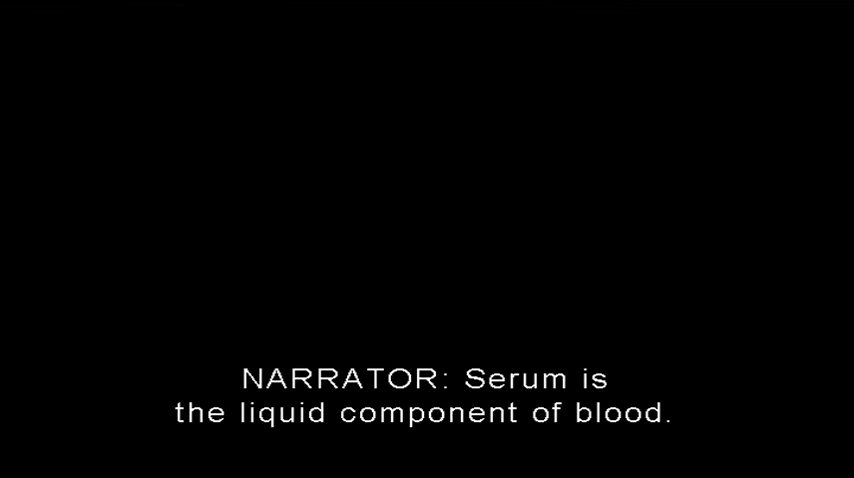 NARRATOR: Serum is
the liquid component of blood.